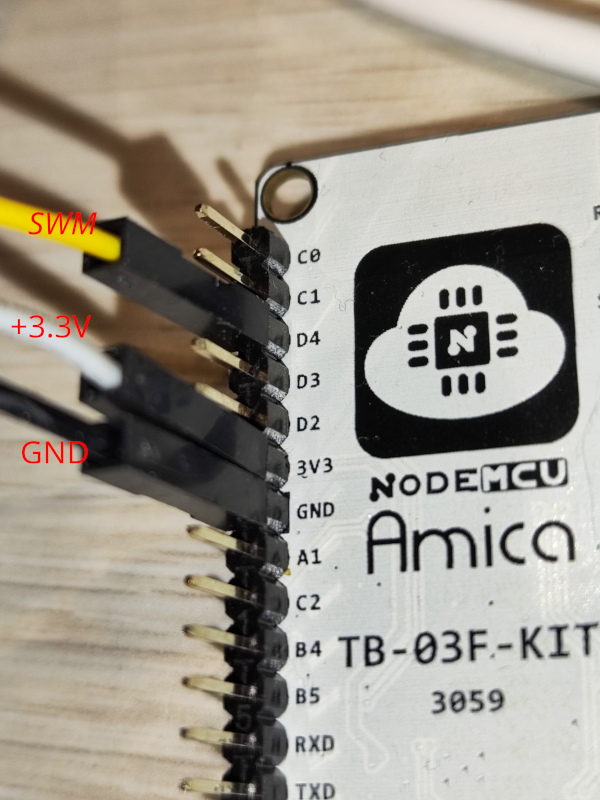 C0
SWM
C1
D4
+3.3V
D3
D2
GND
3V3
NODEMCU
GND
Amica
A1
C2
B4
TB-03F-KIT
B5
3059
RXD
TXD